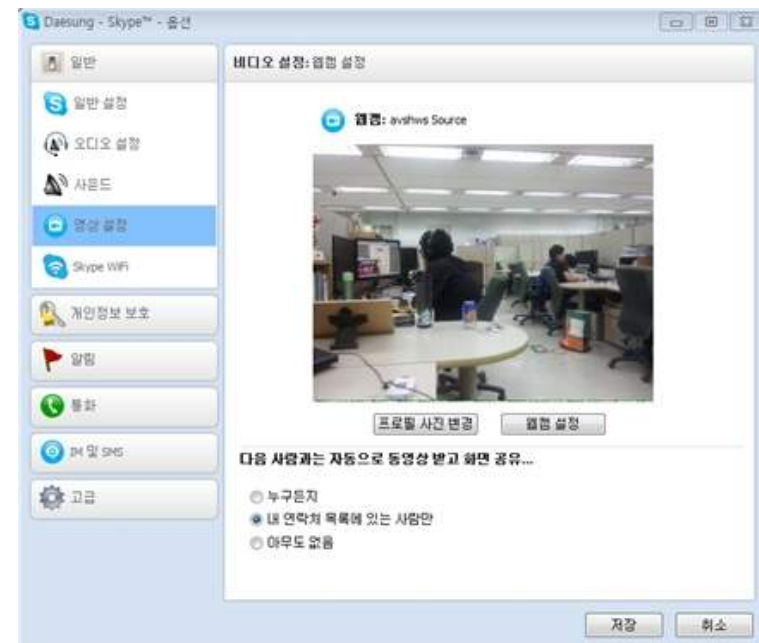 Daesung - Skype™ - 옵션
일반
일반 설정
오디오 설정
사운드
영상 설정
Skype WiFi
개인정보 보호
알림
통화
IM 및 SMS
고급
비디오 설정: 웹캠 설정
웹캠: avshws Source
프로필 사진 변경
웹캠 설정
다음 사람과는 자동으로 동영상 받고 화면 공유...
누구든지
내 연락처 목록에 있는 사람만
아무도 없음
저장
취소